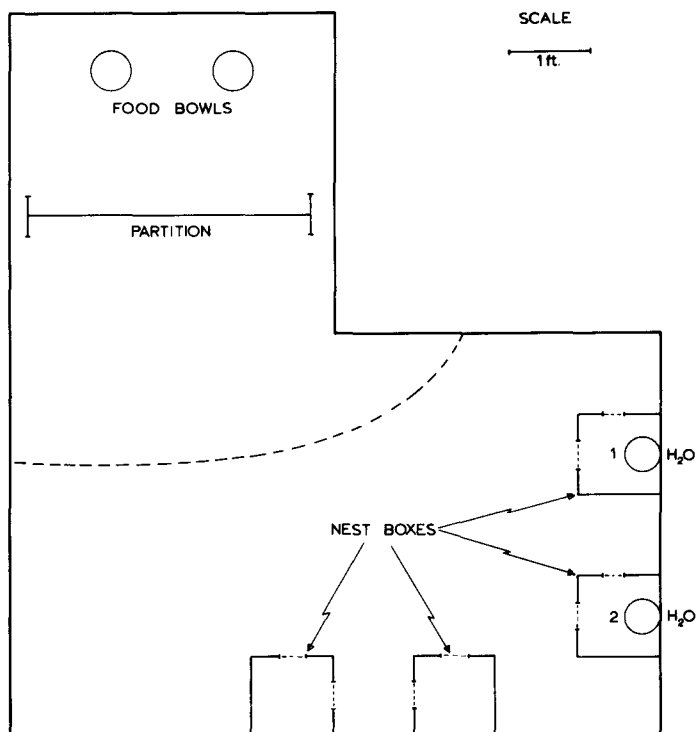 SCALE
1 ft.
FOOD BOWLS
PARTITION
1 H₂O
NEST BOXES
2 H₂O